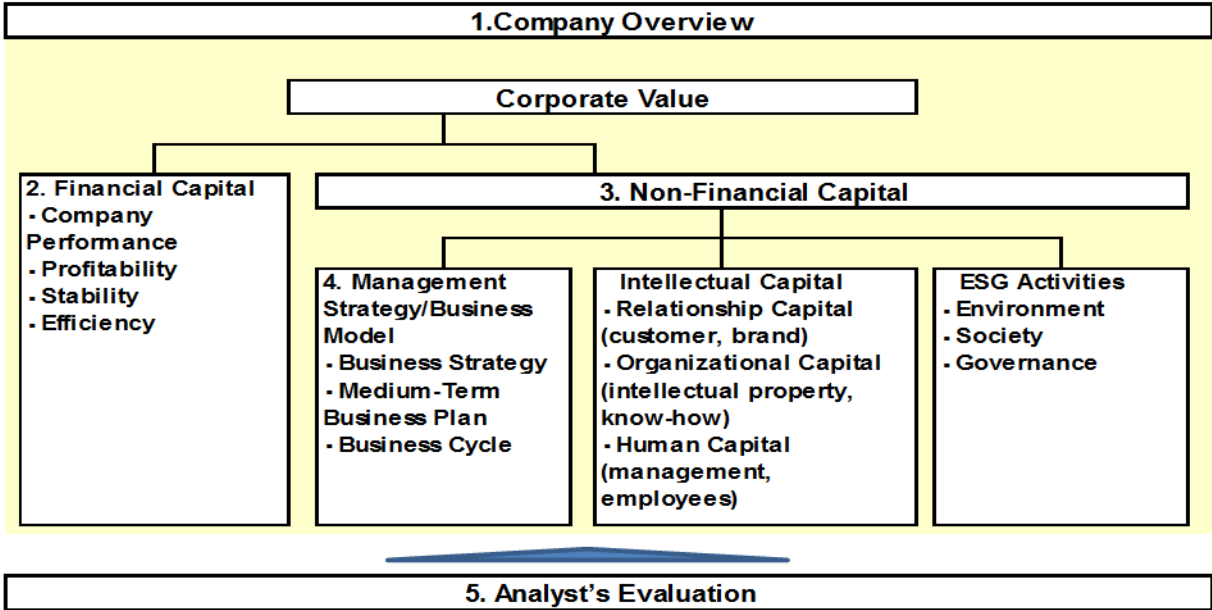 1.Company Overview
Corporate Value
2. Financial Capital
- Company
Performance
- Profitability
- Stability
- Efficiency
3. Non-Financial Capital
4. Management
Strategy/Business
Model
- Business Strategy
- Medium-Term
Business Plan
- Business Cycle
Intellectual Capital
- Relationship Capital
(customer, brand)
- Organizational Capital
(intellectual property,
know-how)
- Human Capital
(management,
employees)
ESG Activities
- Environment
- Society
- Governance
5. Analyst's Evaluation